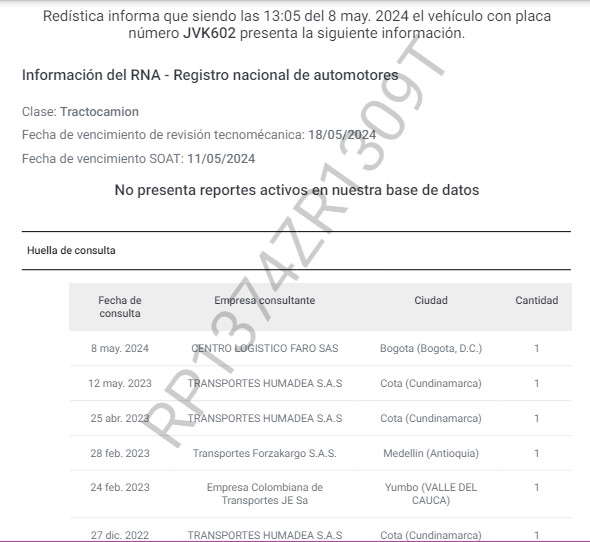 Redística informa que siendo las 13:05 del 8 may. 2024 el vehículo con placa
número JVK602 presenta la siguiente información.
Información del RNA - Registro nacional de automotores
Clase: Tractocamion
Fecha de vencimiento de revisión tecnomécanica: 18/05/2024
Fecha de vencimiento SOAT: 11/05/2024
No presenta reportes activos en nuestra base de datos
Huella de consulta
Fecha de consulta Empresa consultante Ciudad Cantidad
8 may. 2024 CENTRO LOGISTICO FARO SAS Bogota (Bogota, D.C.) 1
12 may. 2023 TRANSPORTES HUMADEA S.A.S Cota (Cundinamarca) 1
25 abr. 2023 TRANSPORTES HUMADEA S.A.S Cota (Cundinamarca) 1
28 feb. 2023 Transportes Forzakargo S.A.S. Medellin (Antioquia) 1
24 feb. 2023 Empresa Colombiana de Transportes JE Sa Yumbo (VALLE DEL CAUCA) 1
27 dic. 2022 TRANSPORTES HUMADEA S.A.S Cota (Cundinamarca) 1
RP1374ZR1309T